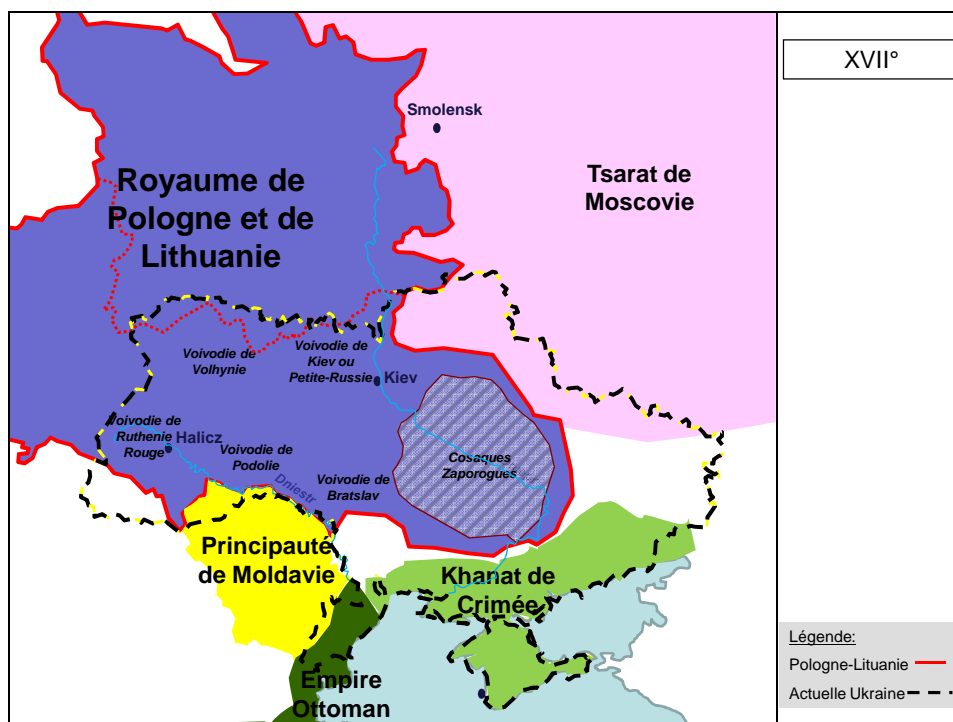 XVII°
Smolensk
Royaume de
Pologne et de
Lithuanie
Tsarat de
Moscovie
Voivodie de
Volhynie
Voivodie de
Kiev ou
Petite-Russie
Kiev
Voivodie de
Ruthenie
Rouge
Halicz
Voivodie de
Podolie
Dniestr
Voivodie de
Bratslav
Cosaques
Zaporogues
Principauté
de Moldavie
Khanat de
Crimée
Empire
Ottoman
Légende:
Pologne-Lituanie
Actuelle Ukraine